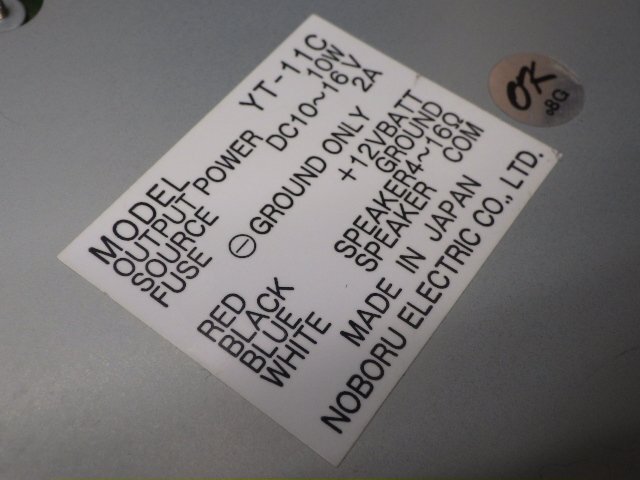 MODEL YT-11C
OUTPUT POWER 10W
SOURCE DC10~16V
FUSE 2A
⊖ GROUND ONLY
RED +12VBATT
BLACK GROUND
BLUE SPEAKER4~16Ω
WHITE SPEAKER COM
MADE IN JAPAN
NOBORU ELECTRIC CO., LTD.
OK
08G